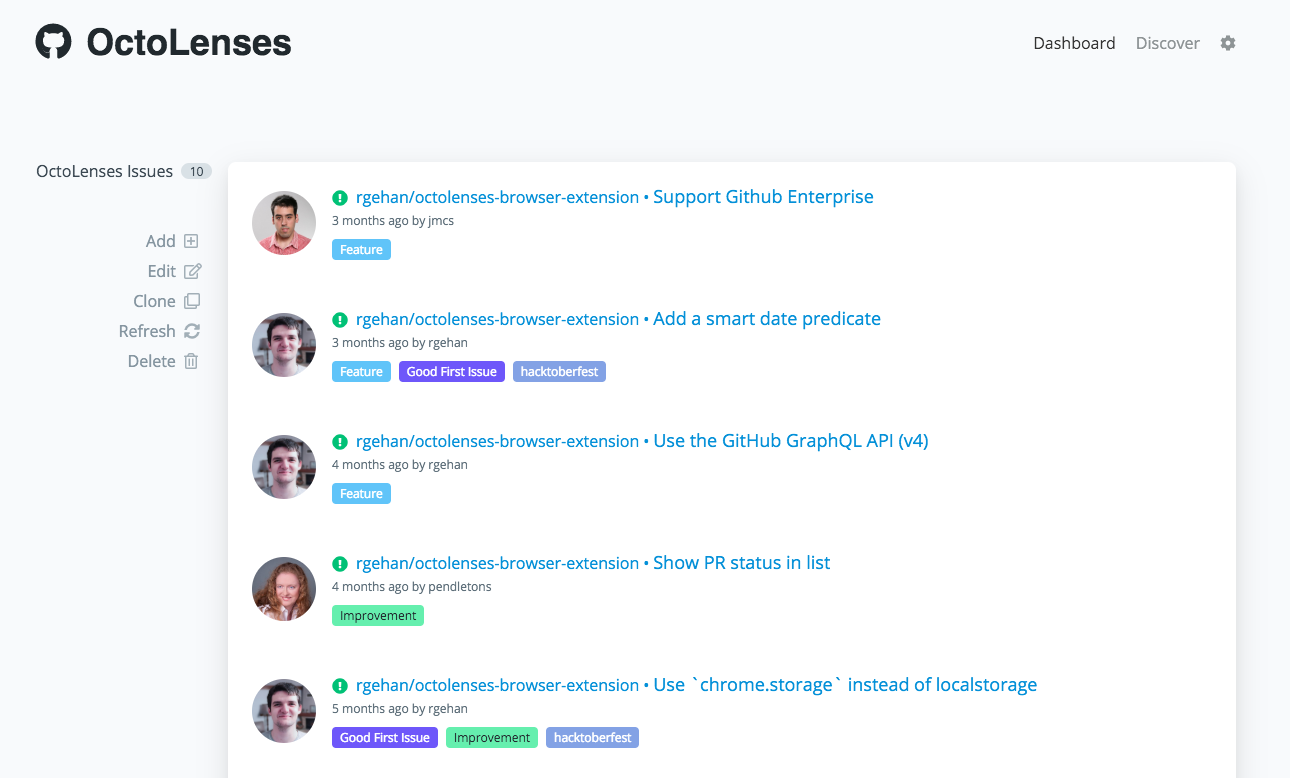 OctoLenses
Dashboard Discover
OctoLenses Issues 10
Add
Edit
Clone
Refresh
Delete
rgehan/octolenses-browser-extension • Support Github Enterprise
3 months ago by jmcs
Feature
rgehan/octolenses-browser-extension • Add a smart date predicate
3 months ago by rgehan
Feature Good First Issue hacktoberfest
rgehan/octolenses-browser-extension • Use the GitHub GraphQL API (v4)
4 months ago by rgehan
Feature
rgehan/octolenses-browser-extension • Show PR status in list
4 months ago by pendletons
Improvement
rgehan/octolenses-browser-extension • Use `chrome.storage` instead of localstorage
5 months ago by rgehan
Good First Issue Improvement hacktoberfest